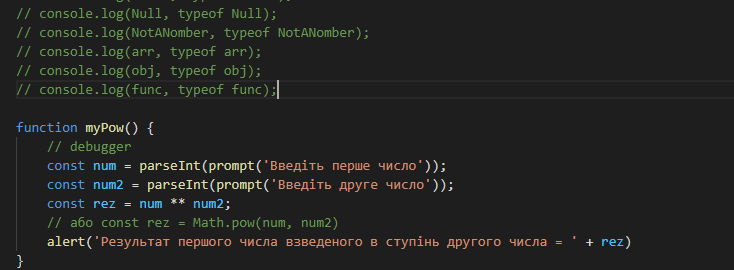 // console.log(Null, typeof Null);
// console.log(NotANomber, typeof NotANomber);
// console.log(arr, typeof arr);
// console.log(obj, typeof obj);
// console.log(func, typeof func);
function myPow() {
// debugger
const num = parseInt(prompt('Введіть перше число'));
const num2 = parseInt(prompt('Введіть друге число'));
const rez = num ** num2;
// або const rez = Math.pow(num, num2)
alert('Результат першого числа взведеного в ступінь другого числа = ' + rez)
}